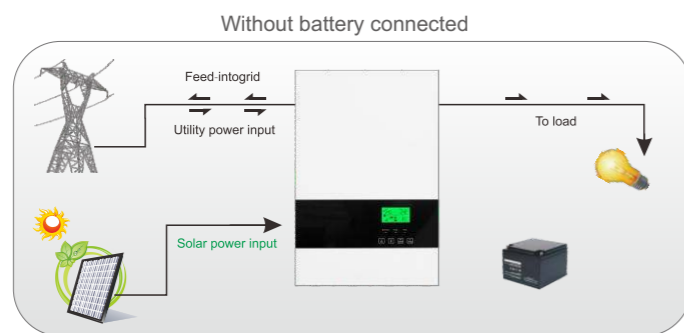 Without battery connected
Feed-intogrid
Utility power input
To load
Solar power input